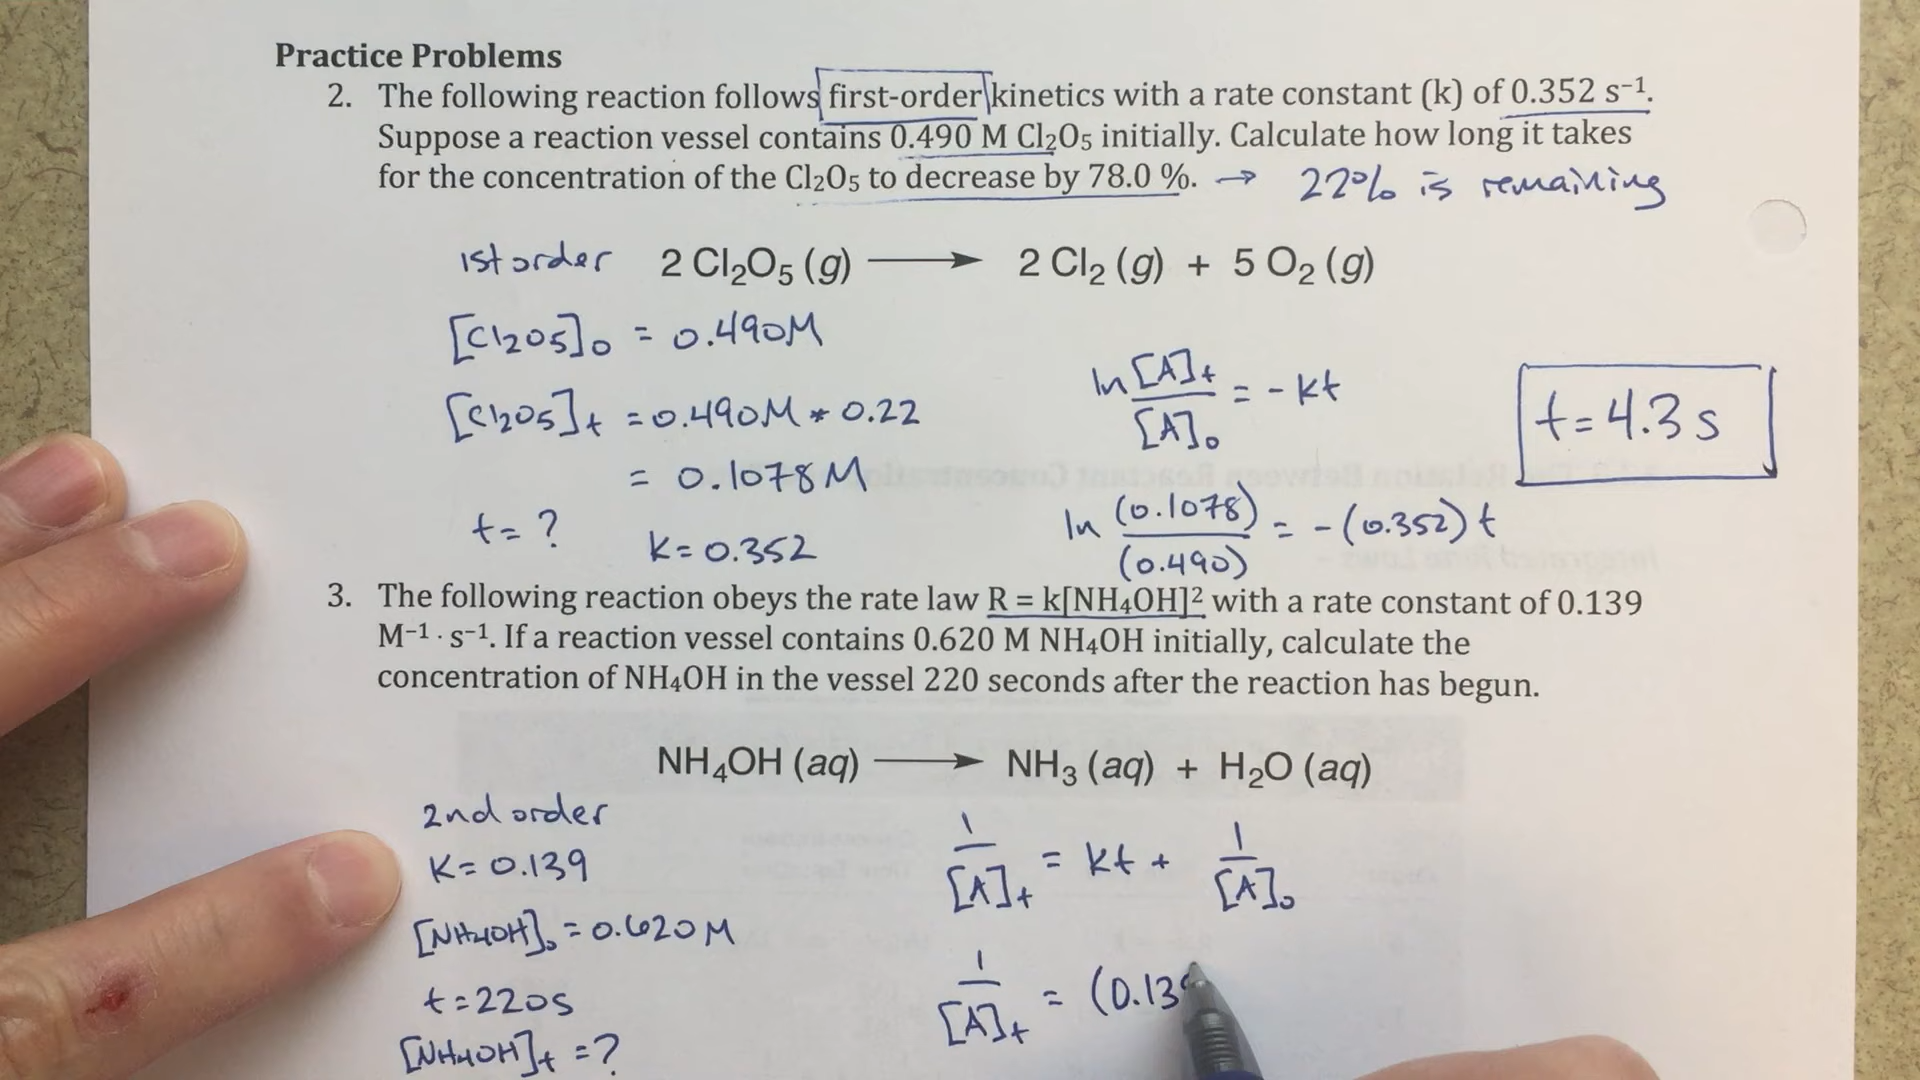 Practice Problems
2. The following reaction follows first-order kinetics with a rate constant (k) of 0.352 s⁻¹.
Suppose a reaction vessel contains 0.490 M Cl₂O₅ initially. Calculate how long it takes
for the concentration of the Cl₂O₅ to decrease by 78.0 %. → 22% is remaining
1st order 2 Cl₂O₅ (g) ⟶ 2 Cl₂ (g) + 5 O₂ (g)
[Cl₂O₅]₀ = 0.490M
[Cl₂O₅]t = 0.490M * 0.22
= 0.1078 M
t = ? k = 0.352
ln [A]t / [A]₀ = - kt
ln (0.1078) / (0.490) = - (0.352) t
t = 4.3 s
3. The following reaction obeys the rate law R = k[NH₄OH]² with a rate constant of 0.139
M⁻¹ · s⁻¹. If a reaction vessel contains 0.620 M NH₄OH initially, calculate the
concentration of NH₄OH in the vessel 220 seconds after the reaction has begun.
NH₄OH (aq) ⟶ NH₃ (aq) + H₂O (aq)
2nd order
K = 0.139
[NH₄OH]₀ = 0.620 M
t = 220 s
[NH₄OH]t = ?
1 / [A]t = kt + 1 / [A]₀
1 / [A]t = (0.13